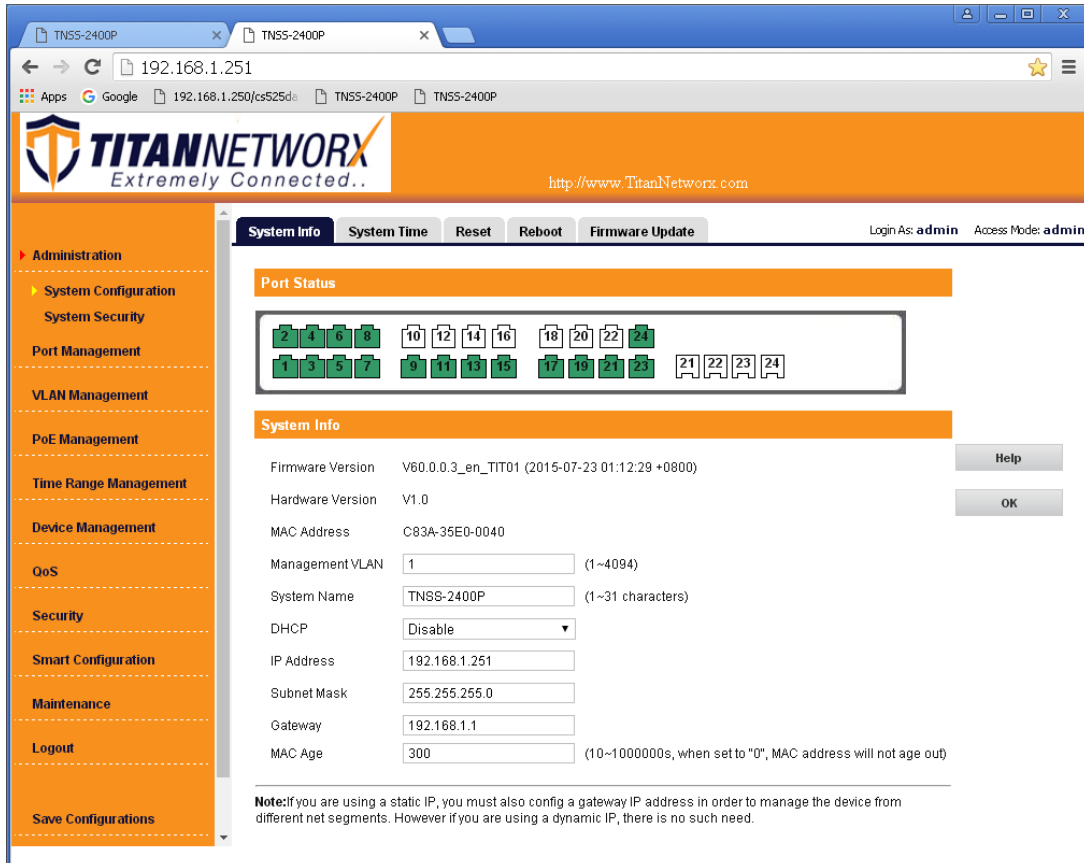 TNSS-2400P
TNSS-2400P
192.168.1.251
Apps Google 192.168.1.250/cs525da TNSS-2400P TNSS-2400P
TITANNETWORX
Extremely Connected..
http://www.TitanNetworx.com
System Info System Time Reset Reboot Firmware Update Login As: admin Access Mode: admin
Administration
System Configuration
System Security
Port Management
VLAN Management
PoE Management
Time Range Management
Device Management
QoS
Security
Smart Configuration
Maintenance
Logout
Save Configurations
Port Status
2 4 6 8 10 12 14 16 18 20 22 24
1 3 5 7 9 11 13 15 17 19 21 23 21 22 23 24
System Info
Firmware Version V60.0.0.3_en_TIT01 (2015-07-23 01:12:29 +0800)
Hardware Version V1.0
MAC Address C83A-35E0-0040
Management VLAN 1 (1~4094)
System Name TNSS-2400P (1~31 characters)
DHCP Disable
IP Address 192.168.1.251
Subnet Mask 255.255.255.0
Gateway 192.168.1.1
MAC Age 300 (10~1000000s, when set to "0", MAC address will not age out)
Note:If you are using a static IP, you must also config a gateway IP address in order to manage the device from
different net segments. However if you are using a dynamic IP, there is no such need.
Help
OK